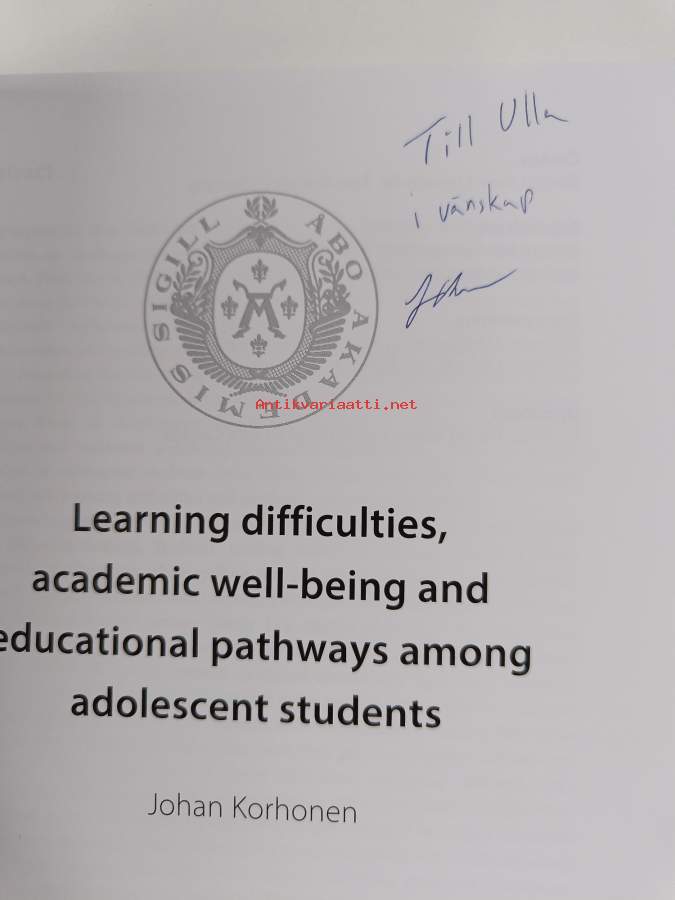 Till Ulla
i vänskap
Johan
SIGILL ÅBO AKADEMIS
Antikvariaatti.net
Learning difficulties,
academic well-being and
educational pathways among
adolescent students
Johan Korhonen